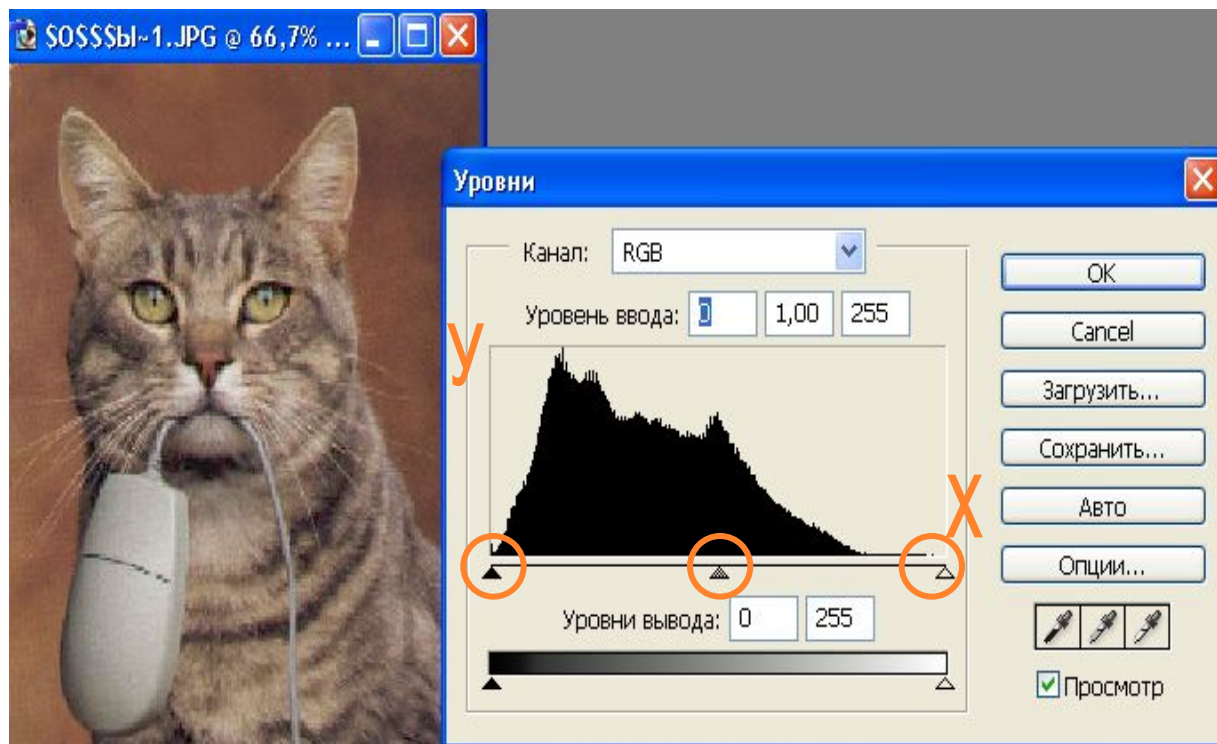 $O$$$Ы~1.JPG @ 66,7% ...
Уровни
Канал: RGB
Уровень ввода: 0 1,00 255
y
X
Уровни вывода: 0 255
OK
Cancel
Загрузить...
Сохранить...
Авто
Опции...
Просмотр